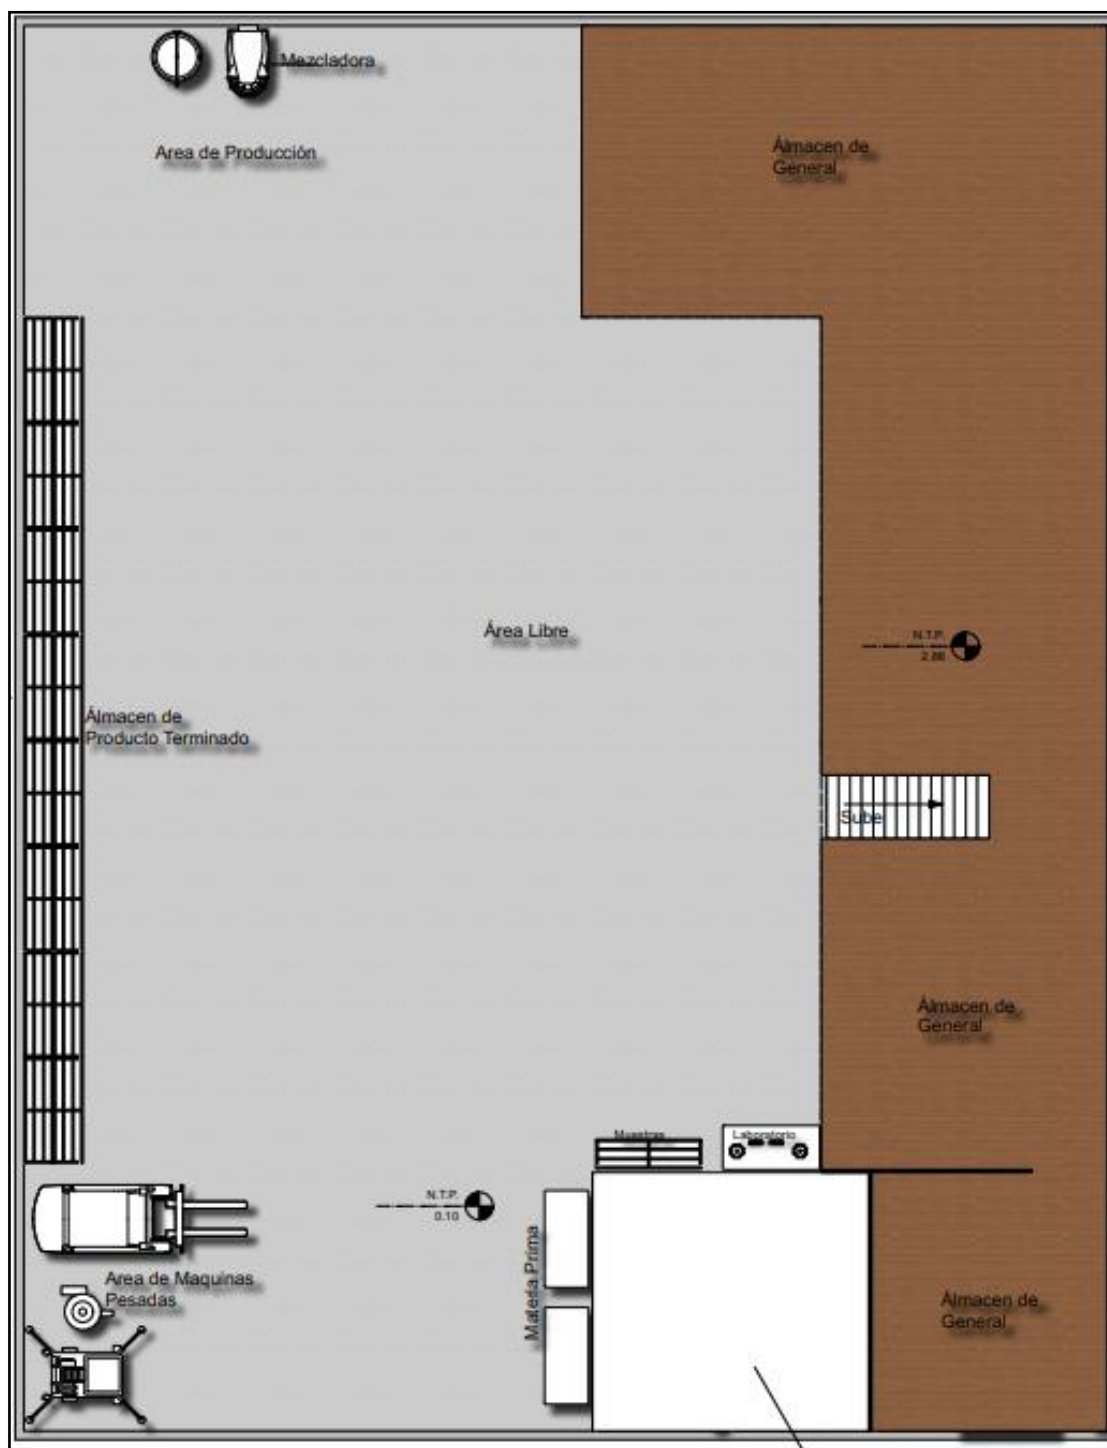 Mezcladora
Area de Producción
Álmacen de
General
Área Libre
N.T.P.
2.86
Álmacen de
Producto Terminado
Sube
Álmacen de
General
Muestras
Laboratorio
N.T.P.
0.10
Materia Prima
Area de Maquinas
Pesadas
Álmacen de
General